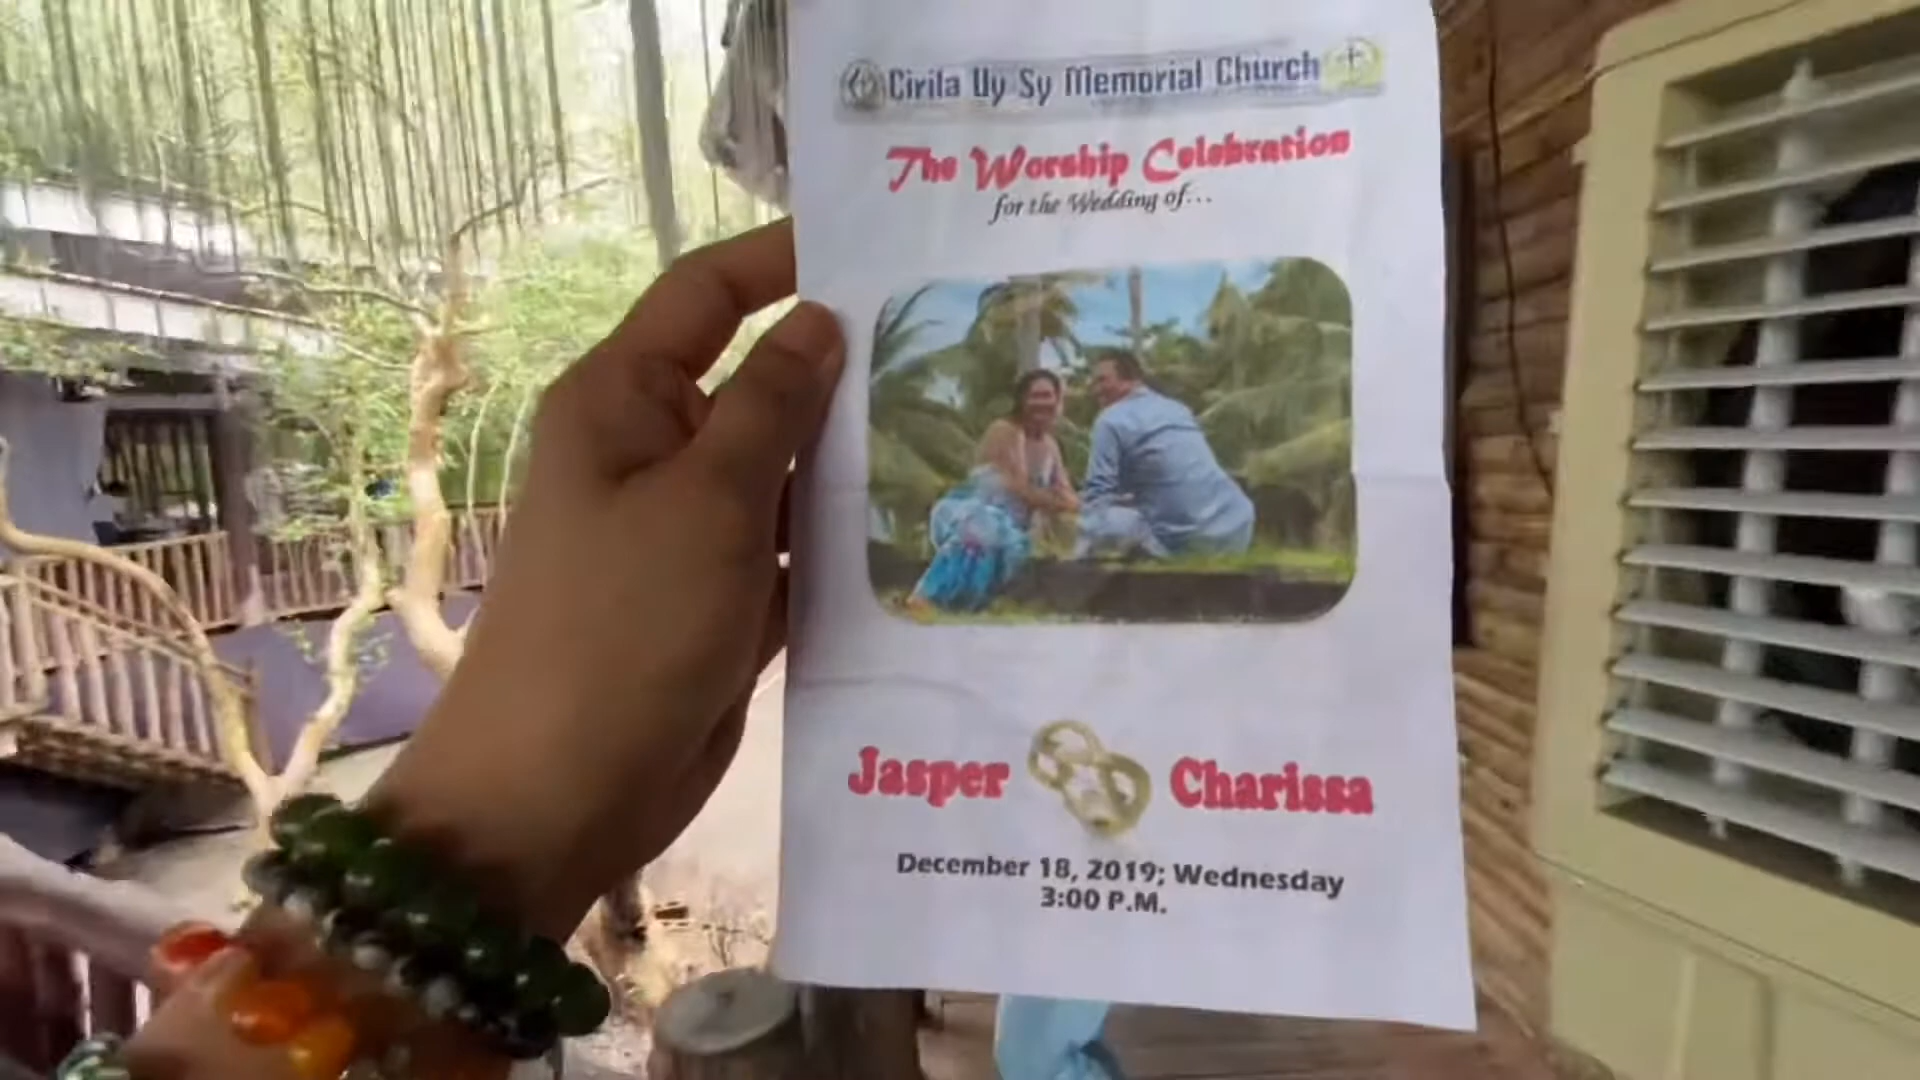 Cirila Uy Sy Memorial Church
The Worship Celebration
for the Wedding of...
Jasper Charissa
December 18, 2019; Wednesday
3:00 P.M.